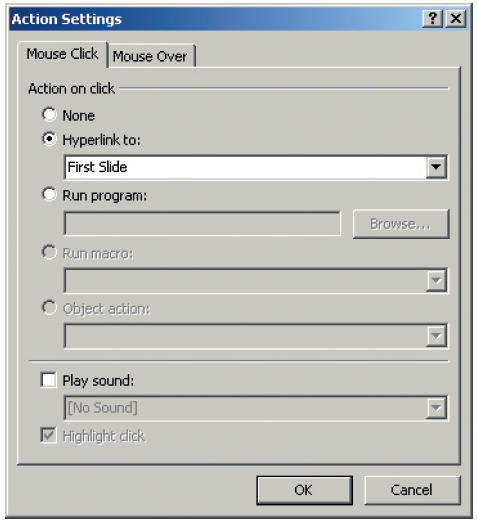 Action Settings
Mouse Click Mouse Over
Action on click
None
Hyperlink to:
First Slide
Run program:
Browse...
Run macro:
Object action:
Play sound:
[No Sound]
Highlight click
OK Cancel